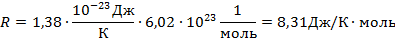 R = 1,38 · 10⁻²³ Дж / К · 6,02 · 10²³ 1 / моль = 8,31 Дж/К · моль